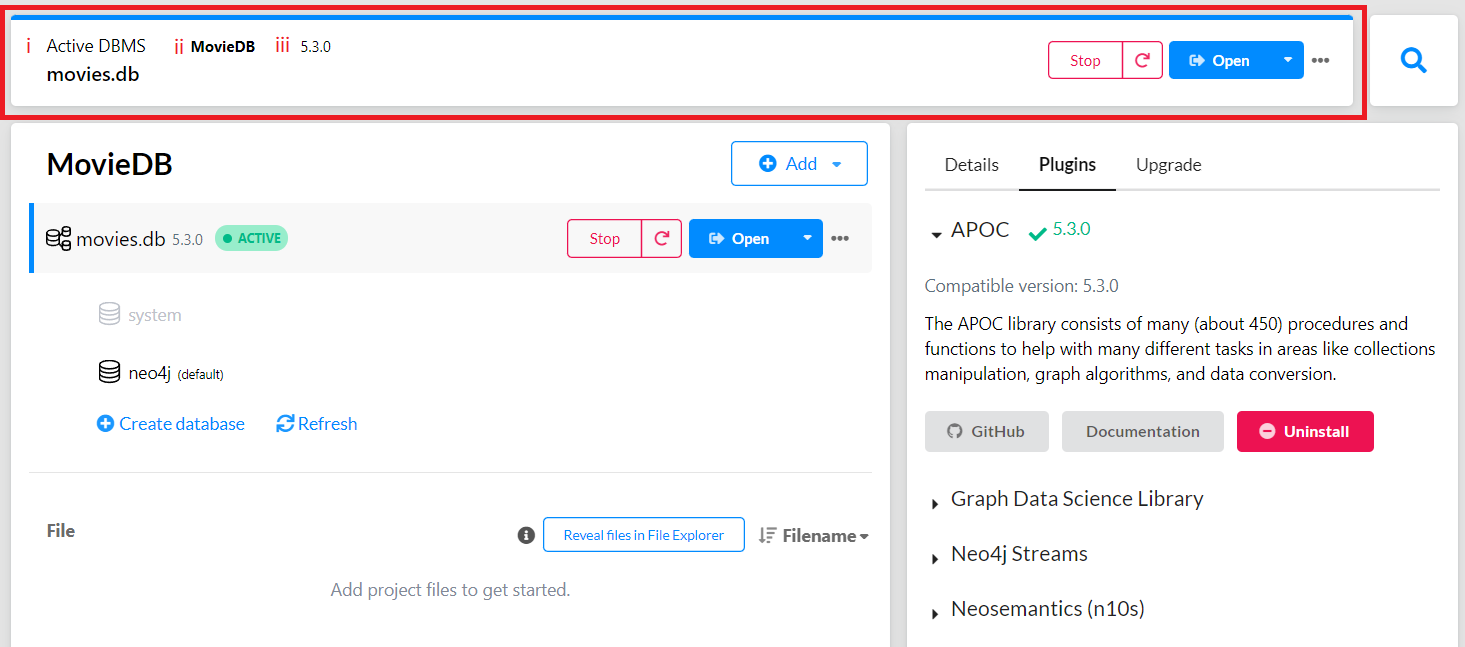 i Active DBMS ii MovieDB iii 5.3.0
movies.db
Stop Open
MovieDB
Add
movies.db 5.3.0 ACTIVE
Stop Open
system
neo4j (default)
Create database Refresh
File
Reveal files in File Explorer Filename
Add project files to get started.
Details Plugins Upgrade
APOC 5.3.0
Compatible version: 5.3.0
The APOC library consists of many (about 450) procedures and
functions to help with many different tasks in areas like collections
manipulation, graph algorithms, and data conversion.
GitHub Documentation Uninstall
Graph Data Science Library
Neo4j Streams
Neosemantics (n10s)